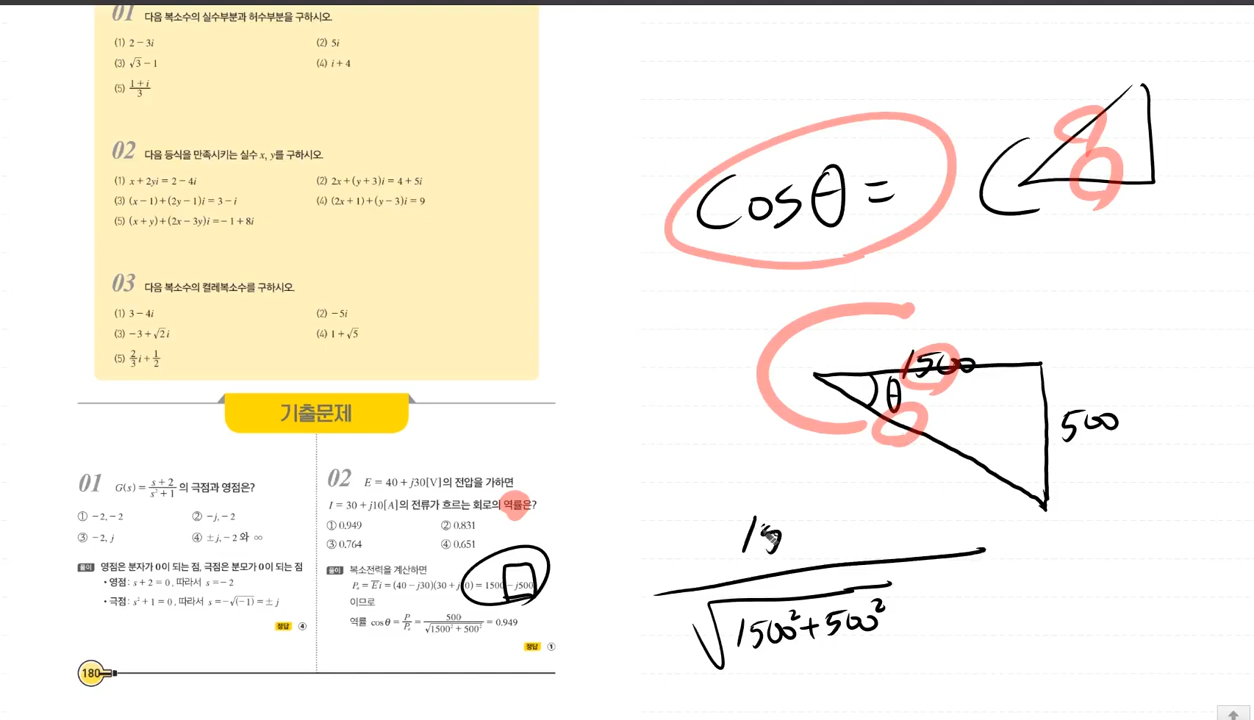 01 다음 복소수의 실수부분과 허수부분을 구하시오.
(1) 2 − 3i (2) 5i
(3) √3 − 1 (4) i + 4
(5) (1+i)/3
02 다음 등식을 만족시키는 실수 x, y를 구하시오.
(1) x + 2yi = 2 − 4i (2) 2x + (y + 3)i = 4 + 5i
(3) (x − 1) + (2y − 1)i = 3 − i (4) (2x + 1) + (y − 3)i = 9
(5) (x + y) + (2x − 3y)i = −1 + 8i
03 다음 복소수의 켤레복소수를 구하시오.
(1) 3 − 4i (2) −5i
(3) −3 + √2 i (4) 1 + √5
(5) 2/3 i + 1/2
기출문제
01 G(s) = (s+2)/(s²+1) 의 극점과 영점은?
① −2, −2 ② −j, −2
③ −2, j ④ ±j, −2 와 ∞
풀이 영점은 분자가 0이 되는 점, 극점은 분모가 0이 되는 점
• 영점: s + 2 = 0, 따라서 s = −2
• 극점: s² + 1 = 0, 따라서 s = −√(−1) = ±j
정답 ④
02 E = 40 + j30[V]의 전압을 가하면
I = 30 + j10[A]의 전류가 흐르는 회로의 역률은?
① 0.949 ② 0.831
③ 0.764 ④ 0.651
풀이 복소전력을 계산하면
= (40 − j30)(30 + j10) = 1500 − j500
이므로
역률 cosθ = P/Pₐ = 500/√(1500² + 500²) = 0.949
정답 ①
180
cosθ =
1500
θ
500
15
√(1500² + 500²)